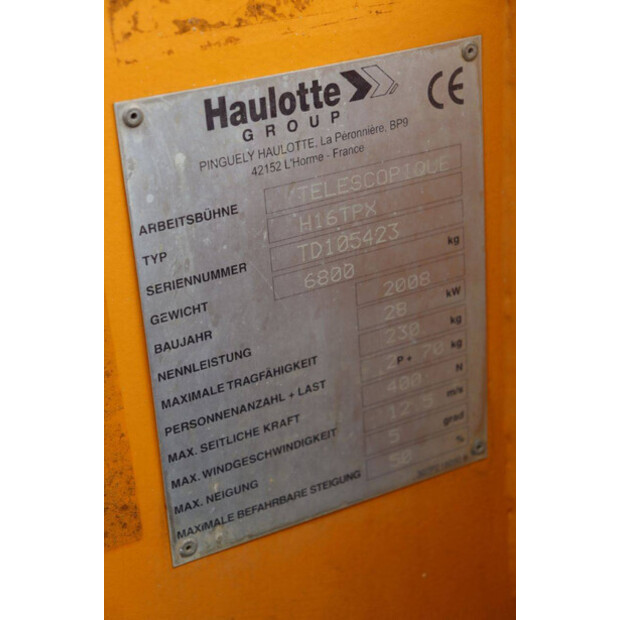 Haulotte
GROUP
CE
PINGUELY HAULOTTE, La Péronnière, BP9
42152 L'Horme - France
ARBEITSBÜHNE TELESCOPIQUE
TYP H16TPX
SERIENNUMMER TD105423
GEWICHT 6800 kg
BAUJAHR 2008
NENNLEISTUNG 28 kW
MAXIMALE TRAGFÄHIGKEIT 230 kg
PERSONNENANZAHL + LAST 2 P + 70 kg
MAX. SEITLICHE KRAFT 400 N
MAX. WINDGESCHWINDIGKEIT 12.5 m/s
MAX. NEIGUNG 5 grad
MAXIMALE BEFAHRBARE STEIGUNG 50 %